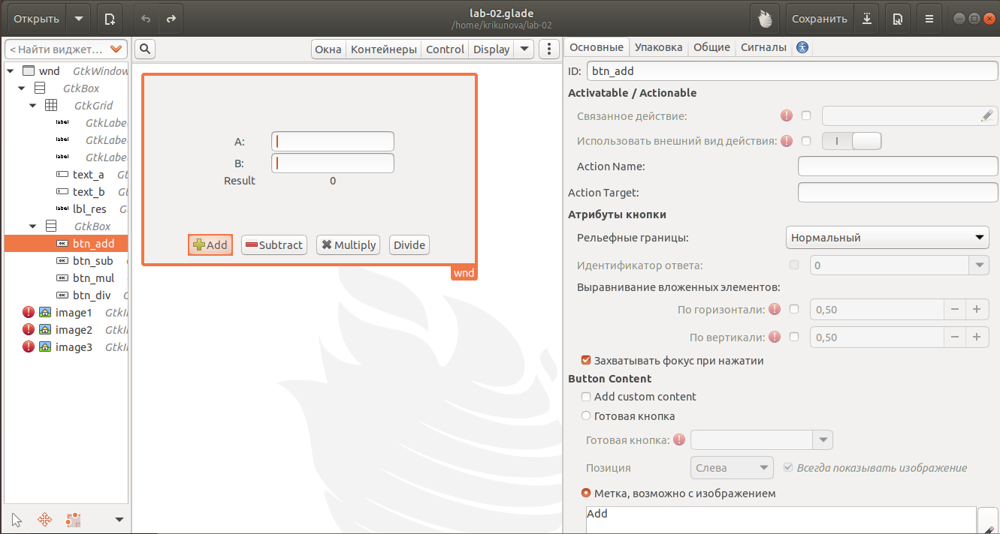 Открыть
lab-02.glade
/home/krikunova/lab-02
Сохранить
< Найти виджет…
Окна Контейнеры Control Display
Основные Упаковка Общие Сигналы
wnd GtkWindow
GtkBox
GtkGrid
label GtkLabe
label GtkLabe
label GtkLabe
text_a Gt
text_b Gt
label lbl_res G
GtkBox
OK btn_add
OK btn_sub
OK btn_mul
OK btn_div
image1 GtkI
image2 GtkI
image3 GtkI
A:
B:
Result 0
Add Subtract Multiply Divide
wnd
ID: btn_add
Activatable / Actionable
Связанное действие:
Использовать внешний вид действия:
Action Name:
Action Target:
Атрибуты кнопки
Рельефные границы: Нормальный
Идентификатор ответа: 0
Выравнивание вложенных элементов:
По горизонтали: 0,50
По вертикали: 0,50
Захватывать фокус при нажатии
Button Content
Add custom content
Готовая кнопка
Готовая кнопка:
Позиция Слева Всегда показывать изображение
Метка, возможно с изображением
Add